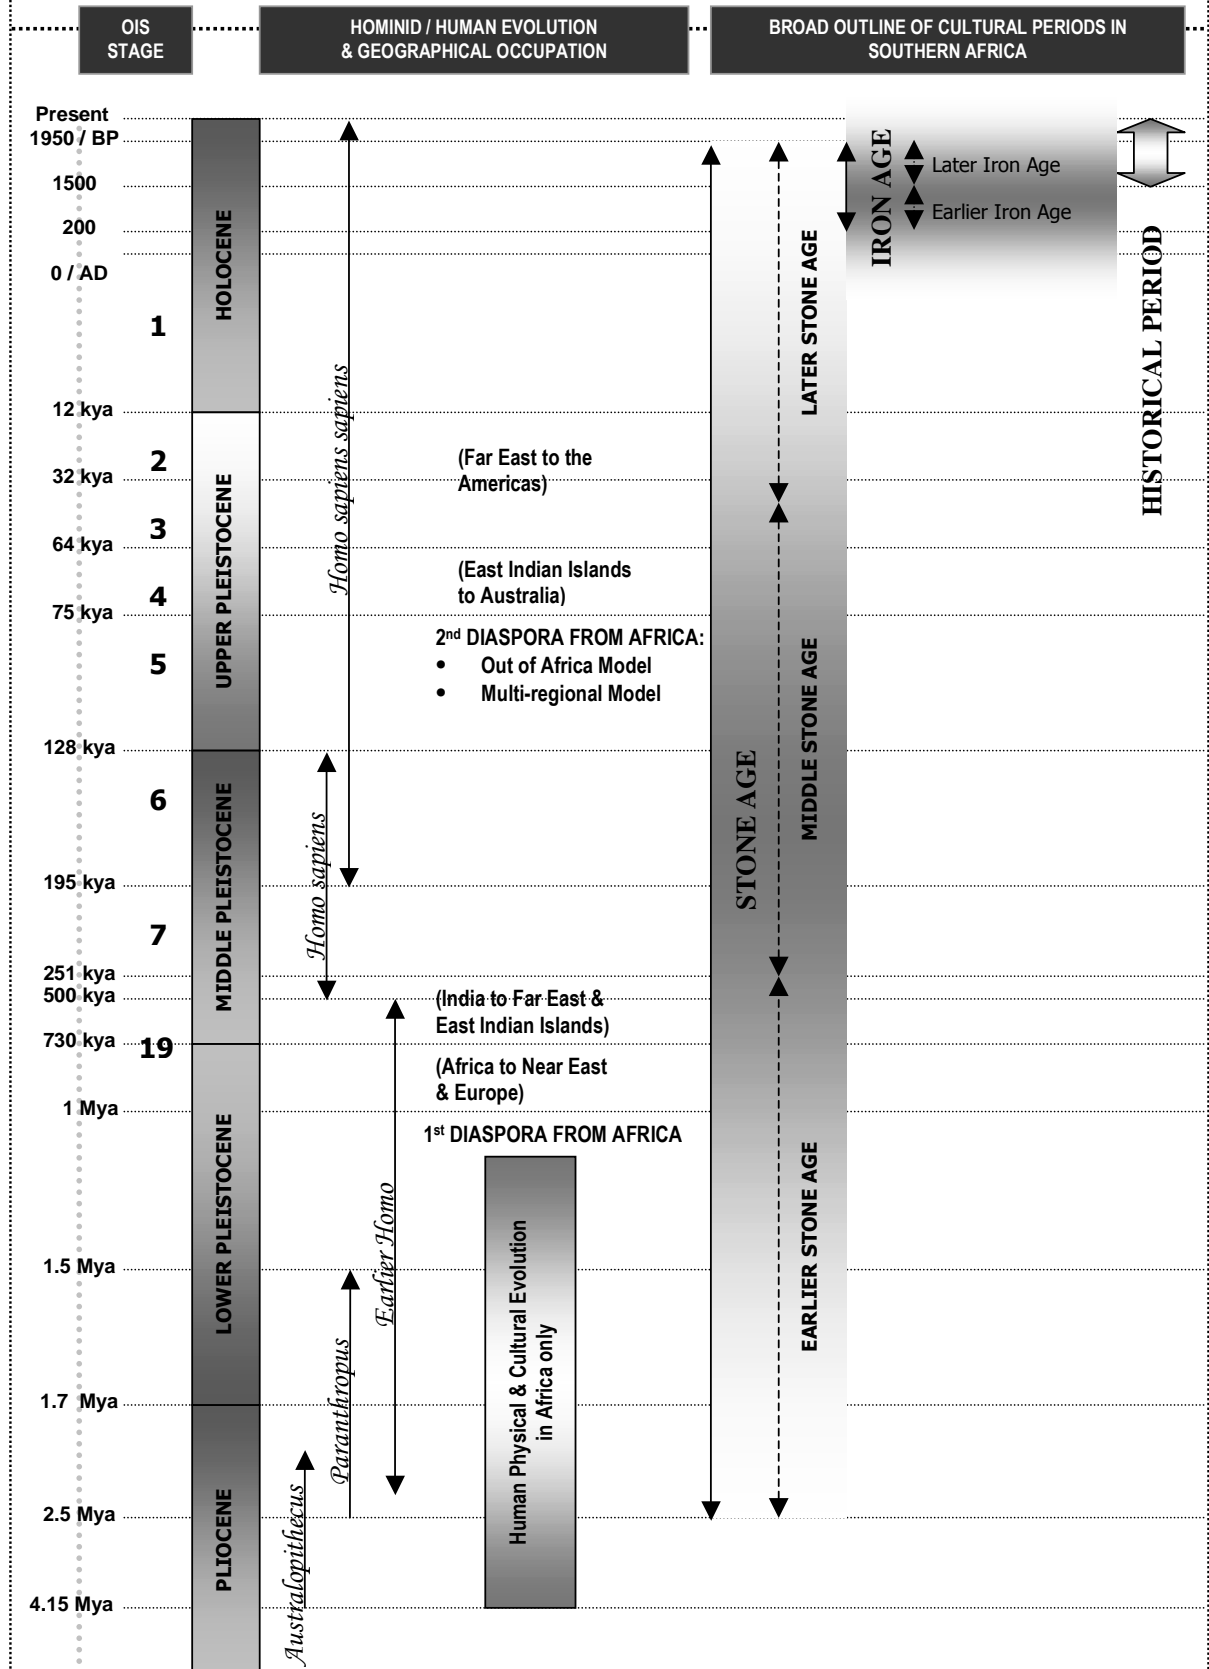 OIS
STAGE
HOMINID / HUMAN EVOLUTION
& GEOGRAPHICAL OCCUPATION
BROAD OUTLINE OF CULTURAL PERIODS IN
SOUTHERN AFRICA
Present
1950 / BP
1500
200
0 / AD
12 kya
32 kya
64 kya
75 kya
128 kya
195 kya
251 kya
500 kya
730 kya
1 Mya
1.5 Mya
1.7 Mya
2.5 Mya
4.15 Mya
1
2
3
4
5
6
7
19
HOLOCENE
UPPER PLEISTOCENE
MIDDLE PLEISTOCENE
LOWER PLEISTOCENE
PLIOCENE
Homo sapiens sapiens
Homo sapiens
Earlier Homo
Paranthropus
Australopithecus
(Far East to the
Americas)
(East Indian Islands
to Australia)
2nd DIASPORA FROM AFRICA:
• Out of Africa Model
• Multi-regional Model
(India to Far East &
East Indian Islands)
(Africa to Near East
& Europe)
1st DIASPORA FROM AFRICA
Human Physical & Cultural Evolution
in Africa only
STONE AGE
LATER STONE AGE
MIDDLE STONE AGE
EARLIER STONE AGE
IRON AGE
Later Iron Age
Earlier Iron Age
HISTORICAL PERIOD